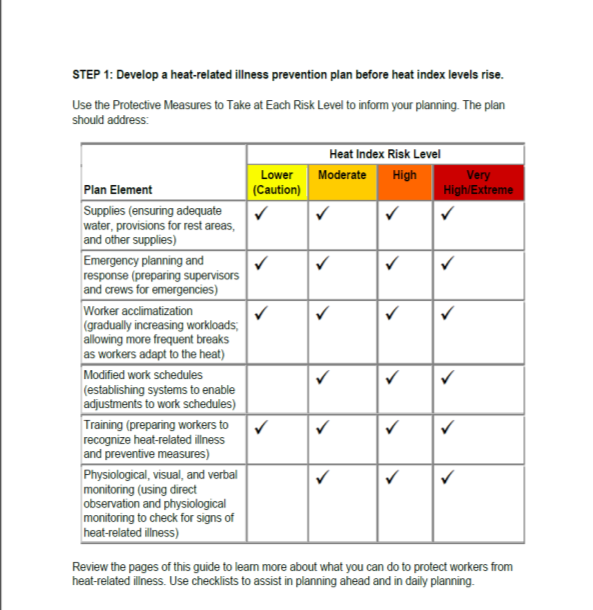 STEP 1: Develop a heat-related illness prevention plan before heat index levels rise.
Use the Protective Measures to Take at Each Risk Level to inform your planning. The plan
should address:
Heat Index Risk Level
Plan Element
Lower
(Caution)
Moderate
High
Very
High/Extreme
Supplies (ensuring adequate
water, provisions for rest areas,
and other supplies)
✓ ✓ ✓ ✓
Emergency planning and
response (preparing supervisors
and crews for emergencies)
✓ ✓ ✓ ✓
Worker acclimatization
(gradually increasing workloads;
allowing more frequent breaks
as workers adapt to the heat)
✓ ✓ ✓ ✓
Modified work schedules
(establishing systems to enable
adjustments to work schedules)
✓ ✓ ✓
Training (preparing workers to
recognize heat-related illness
and preventive measures)
✓ ✓ ✓ ✓
Physiological, visual, and verbal
monitoring (using direct
observation and physiological
monitoring to check for signs of
heat-related illness)
✓ ✓ ✓
Review the pages of this guide to learn more about what you can do to protect workers from
heat-related illness. Use checklists to assist in planning ahead and in daily planning.